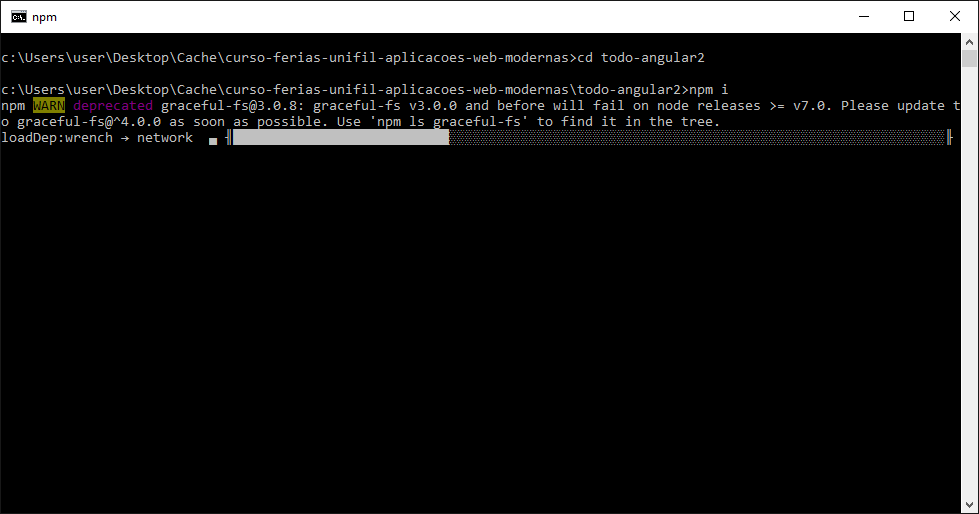 npm
c:\Users\user\Desktop\Cache\curso-ferias-unifil-aplicacoes-web-modernas>cd todo-angular2
c:\Users\user\Desktop\Cache\curso-ferias-unifil-aplicacoes-web-modernas\todo-angular2>npm i
npm WARN deprecated graceful-fs@3.0.8: graceful-fs v3.0.0 and before will fail on node releases >= v7.0. Please update t
o graceful-fs@^4.0.0 as soon as possible. Use 'npm ls graceful-fs' to find it in the tree.
loadDep:wrench → network